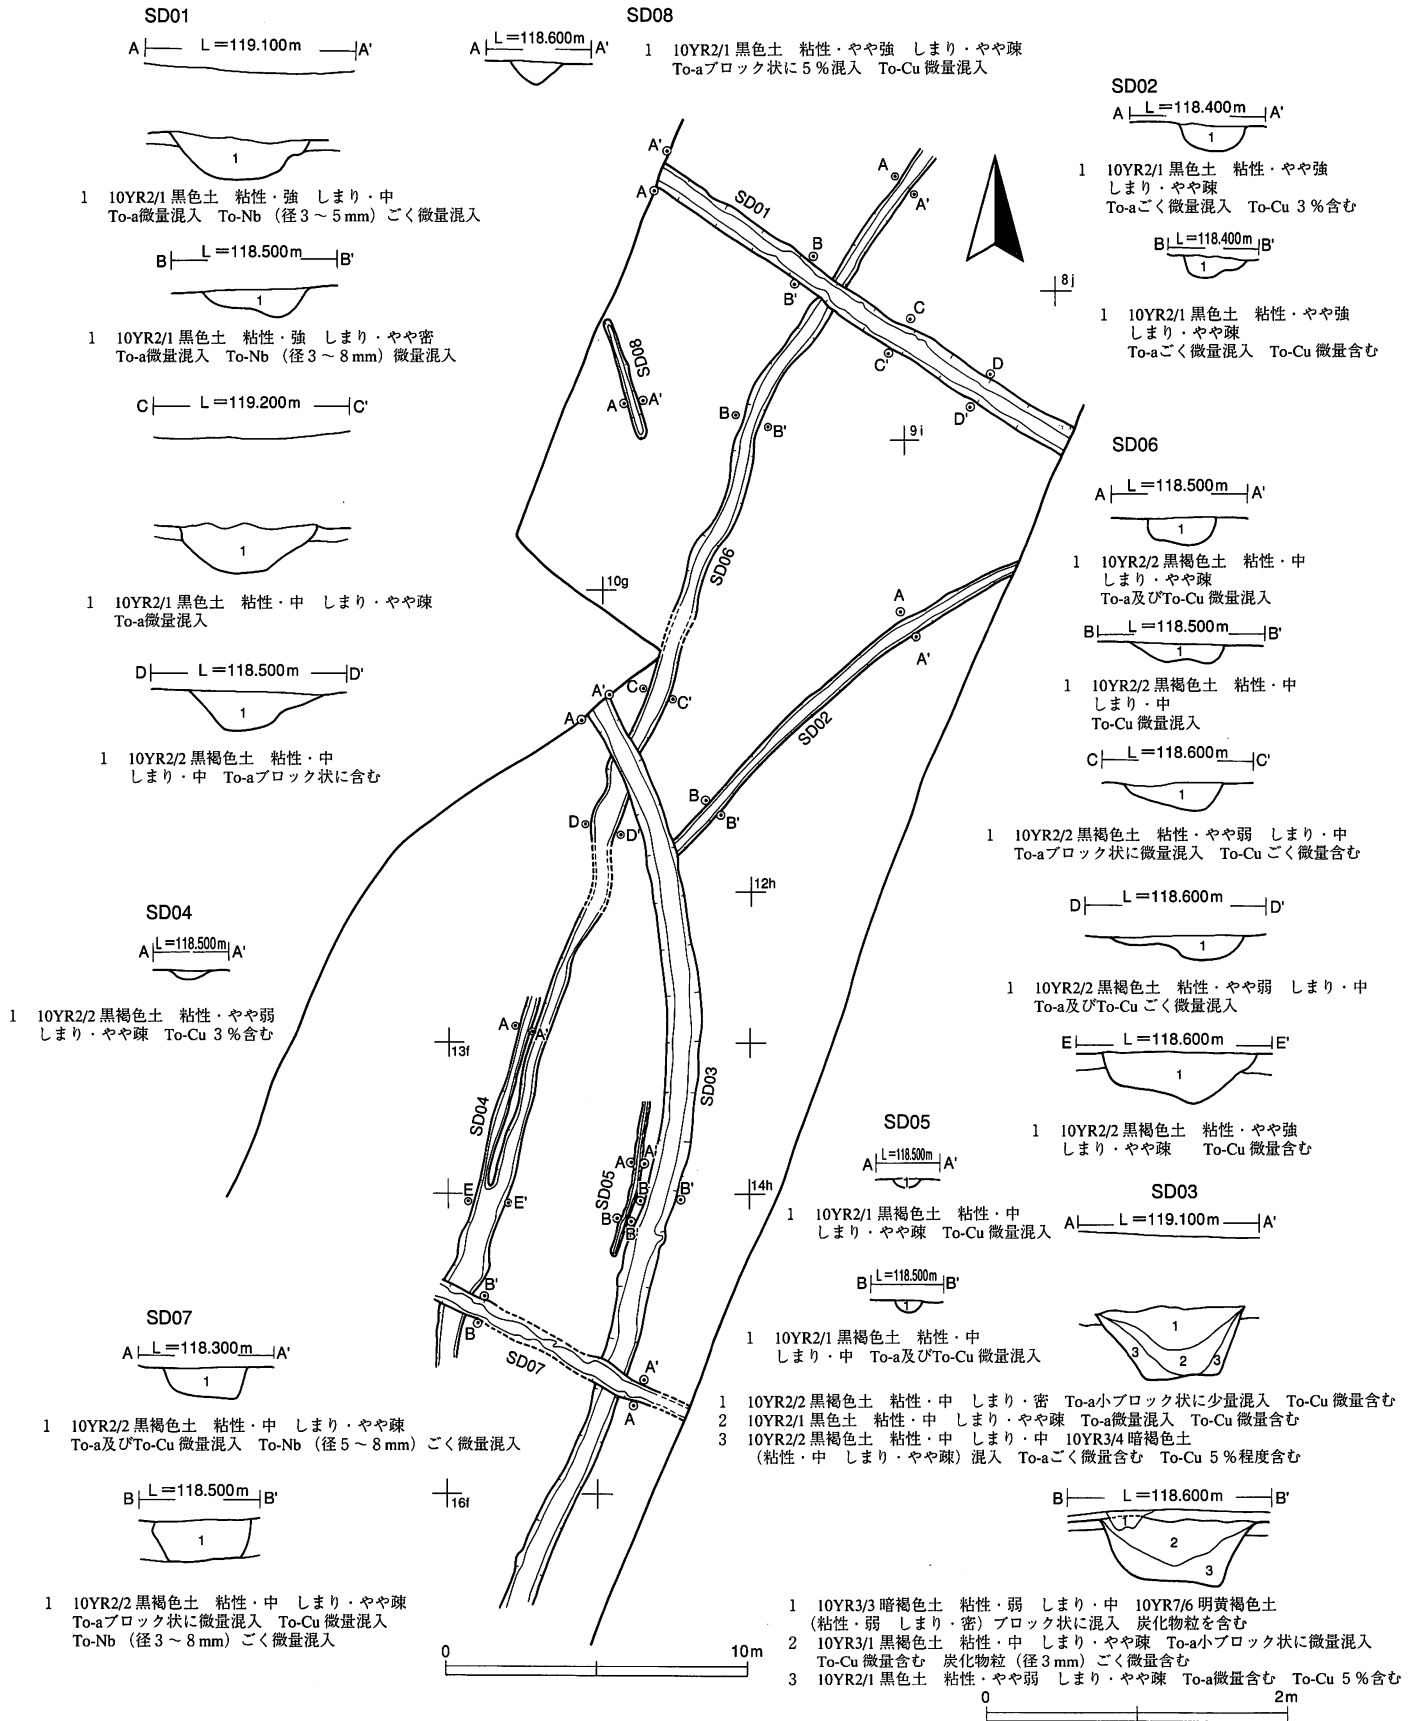 SD01
A L＝119.100m A'
1
1 10YR2/1 黒色土 粘性・強 しまり・中
To-a微量混入 To-Nb（径3～5mm）ごく微量混入
B L＝118.500m B'
1
1 10YR2/1 黒色土 粘性・強 しまり・やや密
To-a微量混入 To-Nb（径3～8mm）微量混入
C L＝119.200m C'
1
1 10YR2/1 黒色土 粘性・中 しまり・やや疎
To-a微量混入
D L＝118.500m D'
1
1 10YR2/2 黒褐色土 粘性・中
しまり・中 To-aブロック状に含む
SD04
A L＝118.500m A'
1 10YR2/2 黒褐色土 粘性・やや弱
しまり・やや疎 To-Cu 3％含む
SD07
A L＝118.300m A'
1
1 10YR2/2 黒褐色土 粘性・中 しまり・やや疎
To-a及びTo-Cu 微量混入 To-Nb（径5～8mm）ごく微量混入
B L＝118.500m B'
1
1 10YR2/2 黒褐色土 粘性・中 しまり・やや疎
To-aブロック状に微量混入 To-Cu 微量混入
To-Nb（径3～8mm）ごく微量混入
SD08
A L＝118.600m A'
1 10YR2/1 黒色土 粘性・やや強 しまり・やや疎
To-aブロック状に5％混入 To-Cu 微量混入
A'
A
SD01
A
A'
B
B'
C
C'
D
D'
8j
SD08
A A'
B
B'
9i
SD06
10g
A
A'
SD02
C
C'
A'
A
B
B'
D
D'
12h
A
A'
13f
SD04
SD03
A
A'
SD05
B
B'
B
B'
14h
E
E'
B'
B
SD07
A'
A
16f
0 10m
SD02
A L＝118.400m A'
1
1 10YR2/1 黒色土 粘性・やや強
しまり・やや疎
To-aごく微量混入 To-Cu 3％含む
B L＝118.400m B'
1
1 10YR2/1 黒色土 粘性・やや強
しまり・やや疎
To-aごく微量混入 To-Cu 微量含む
SD06
A L＝118.500m A'
1
1 10YR2/2 黒褐色土 粘性・中
しまり・やや疎
To-a及びTo-Cu 微量混入
B L＝118.500m B'
1
1 10YR2/2 黒褐色土 粘性・中
しまり・中
To-Cu 微量混入
C L＝118.600m C'
1
1 10YR2/2 黒褐色土 粘性・やや弱 しまり・中
To-aブロック状に微量混入 To-Cu ごく微量含む
D L＝118.600m D'
1
1 10YR2/2 黒褐色土 粘性・やや弱 しまり・中
To-a及びTo-Cu ごく微量混入
E L＝118.600m E'
1
1 10YR2/2 黒褐色土 粘性・やや強
しまり・やや疎 To-Cu 微量含む
SD05
A L＝118.500m A'
1
1 10YR2/1 黒褐色土 粘性・中
しまり・やや疎 To-Cu 微量混入
B L＝118.500m B'
1
1 10YR2/1 黒褐色土 粘性・中
しまり・中 To-a及びTo-Cu 微量混入
SD03
A L＝119.100m A'
1
3 2 3
1 10YR2/2 黒褐色土 粘性・中 しまり・密 To-a小ブロック状に少量混入 To-Cu 微量含む
2 10YR2/1 黒色土 粘性・中 しまり・やや疎 To-a微量混入 To-Cu 微量含む
3 10YR2/2 黒褐色土 粘性・中 しまり・中 10YR3/4 暗褐色土
（粘性・中 しまり・やや疎）混入 To-aごく微量含む To-Cu 5％程度含む
B L＝118.600m B'
1
2
3
1 10YR3/3 暗褐色土 粘性・弱 しまり・中 10YR7/6 明黄褐色土
（粘性・弱 しまり・密）ブロック状に混入 炭化物粒を含む
2 10YR3/1 黒褐色土 粘性・中 しまり・やや疎 To-a小ブロック状に微量混入
To-Cu 微量含む 炭化物粒（径3mm）ごく微量含む
3 10YR2/1 黒色土 粘性・やや弱 しまり・やや疎 To-a微量含む To-Cu 5％含む
0 2m